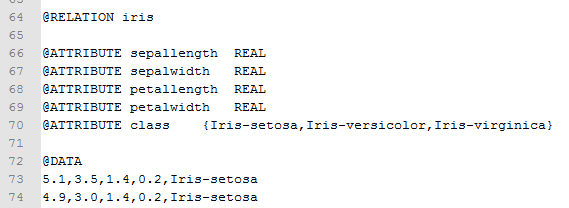 64 @RELATION iris
65
66 @ATTRIBUTE sepallength  REAL
67 @ATTRIBUTE sepalwidth   REAL
68 @ATTRIBUTE petallength  REAL
69 @ATTRIBUTE petalwidth   REAL
70 @ATTRIBUTE class    {Iris-setosa,Iris-versicolor,Iris-virginica}
71
72 @DATA
73 5.1,3.5,1.4,0.2,Iris-setosa
74 4.9,3.0,1.4,0.2,Iris-setosa